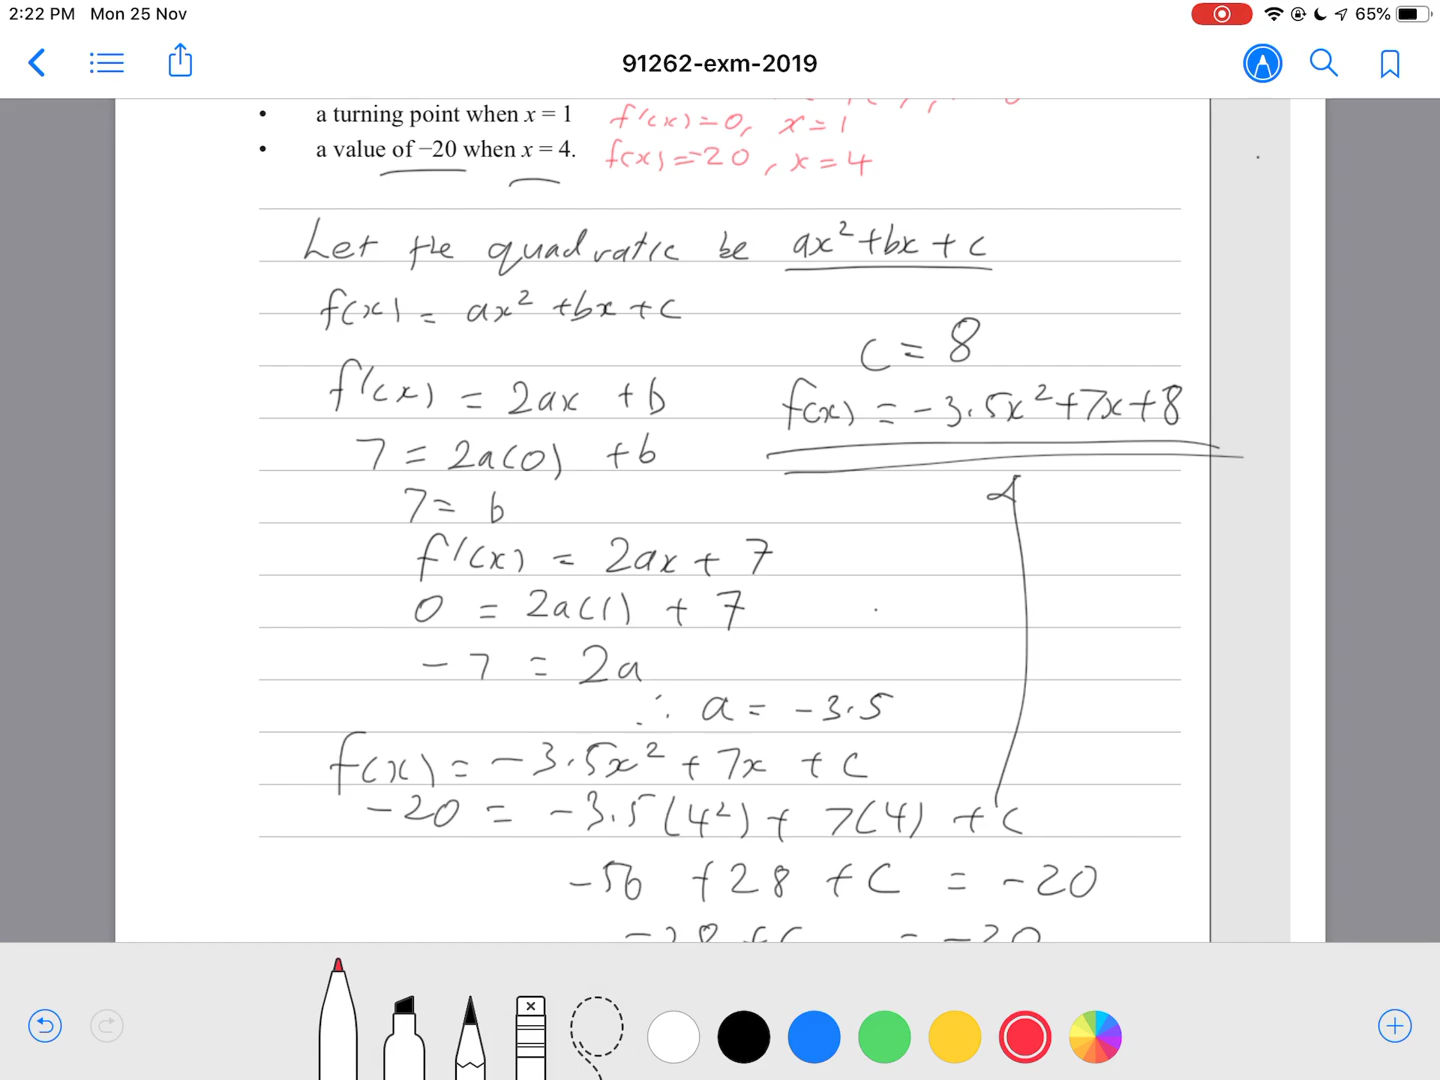 2:22 PM Mon 25 Nov
65%
91262-exm-2019
• a turning point when x = 1 f'(x)=0, x=1
• a value of −20 when x = 4. f(x)=-20, x=4
Let the quadratic be ax²+bx+c
f(x) = ax² +bx +c
c = 8
f'(x) = 2ax +b
f(x) = -3.5x²+7x+8
7 = 2a(0) +b
7= b
f'(x) = 2ax + 7
0 = 2a(1) + 7
-7 = 2a
∴ a = -3.5
f(x) = -3.5x² + 7x + c
-20 = -3.5(4²) + 7(4) + c
-56 +28 +C = -20
-28 +C = -20